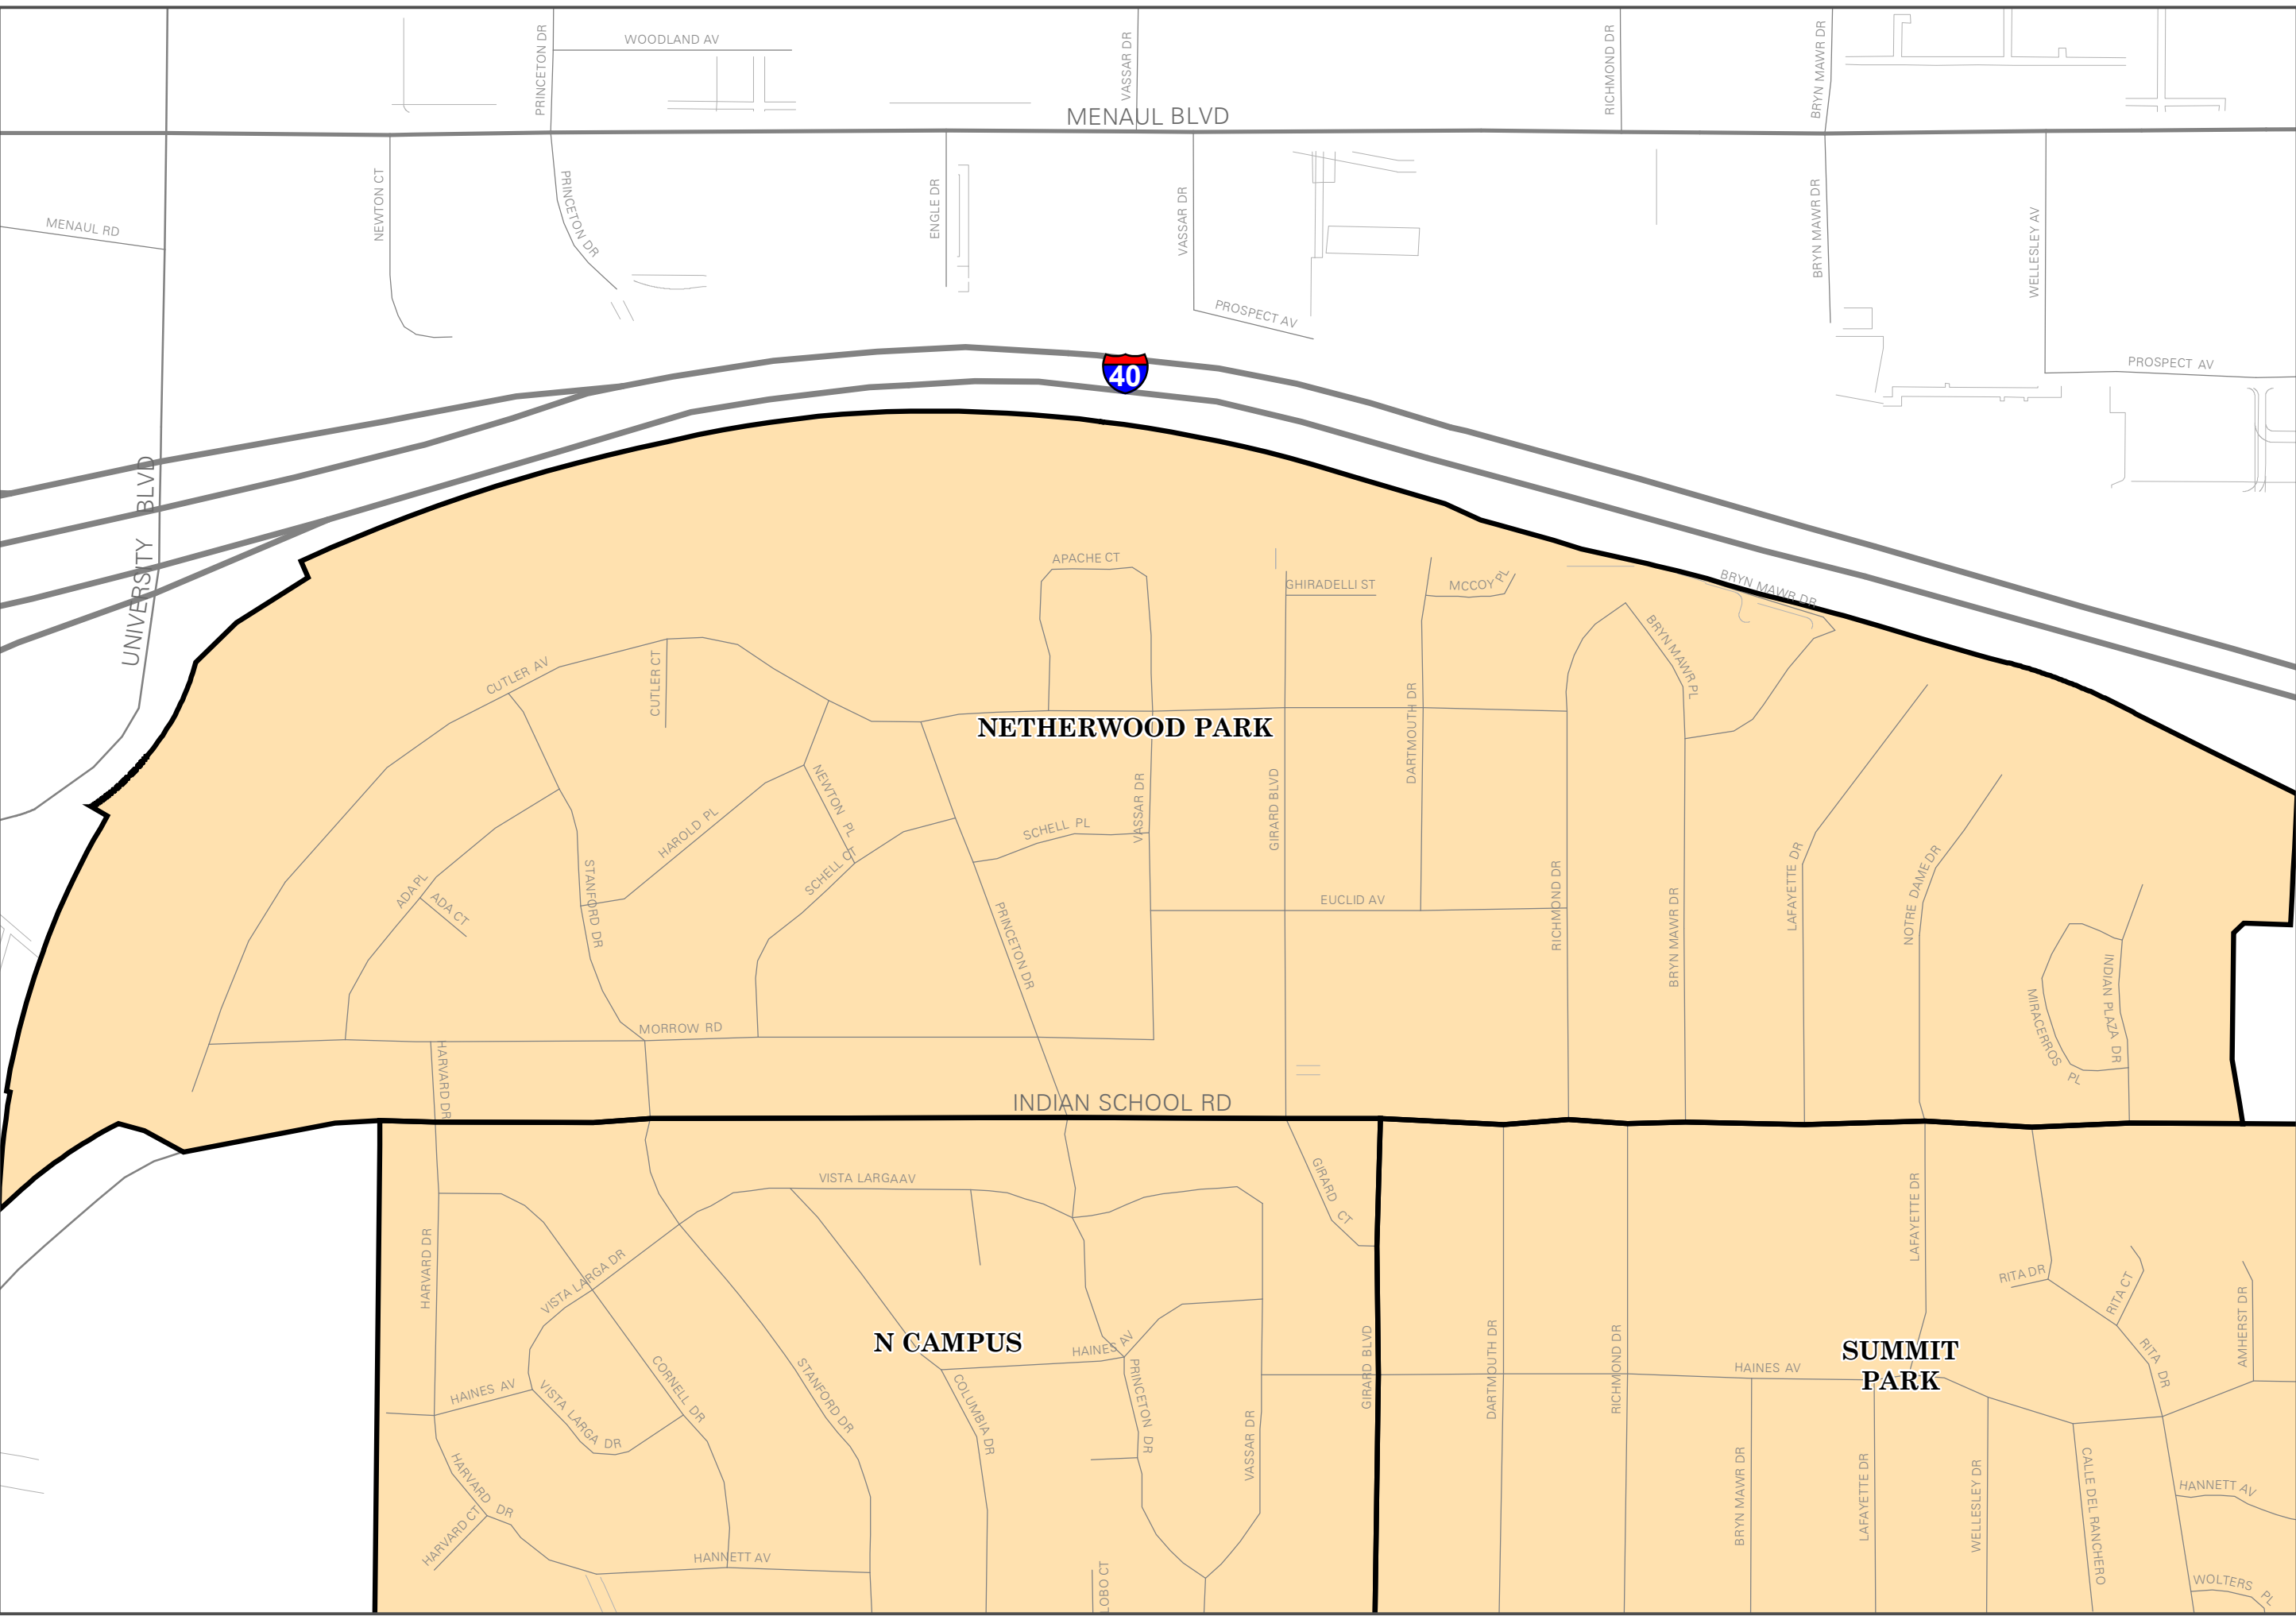 WOODLAND AV
PRINCETON DR
VASSAR DR
RICHMOND DR
BRYN MAWR DR
MENAUL BLVD
MENAUL RD
NEWTON CT
PRINCETON DR
ENGLE DR
VASSAR DR
PROSPECT AV
BRYN MAWR DR
WELLESLEY AV
PROSPECT AV
40
UNIVERSITY BLVD
APACHE CT
GHIRADELLI ST
MCCOY PL
BRYN MAWR DR
BRYN MAWR PL
CUTLER AV
CUTLER CT
NETHERWOOD PARK
DARTMOUTH DR
NEWTON PL
HAROLD PL
SCHELL CT
SCHELL PL
VASSAR DR
GIRARD BLVD
ADA PL
ADA CT
STANFORD DR
PRINCETON DR
EUCLID AV
RICHMOND DR
BRYN MAWR DR
LAFAYETTE DR
NOTRE DAME DR
INDIAN PLAZA DR
MIRACERROS PL
MORROW RD
HARVARD DR
INDIAN SCHOOL RD
VISTA LARGA AV
GIRARD CT
HARVARD DR
VISTA LARGA DR
LAFAYETTE DR
RITA DR
RITA CT
AMHERST DR
N CAMPUS
HAINES AV
GIRARD BLVD
DARTMOUTH DR
RICHMOND DR
HAINES AV
SUMMIT
PARK
RITA DR
HAINES AV
VISTA LARGA DR
CORNELL DR
STANFORD DR
COLUMBIA DR
PRINCETON DR
VASSAR DR
BRYN MAWR DR
LAFAYETTE DR
WELLESLEY DR
CALLE DEL RANCHERO
HANNETT AV
HARVARD DR
HARVARD CT
HANNETT AV
LOBO CT
WOLTERS PL